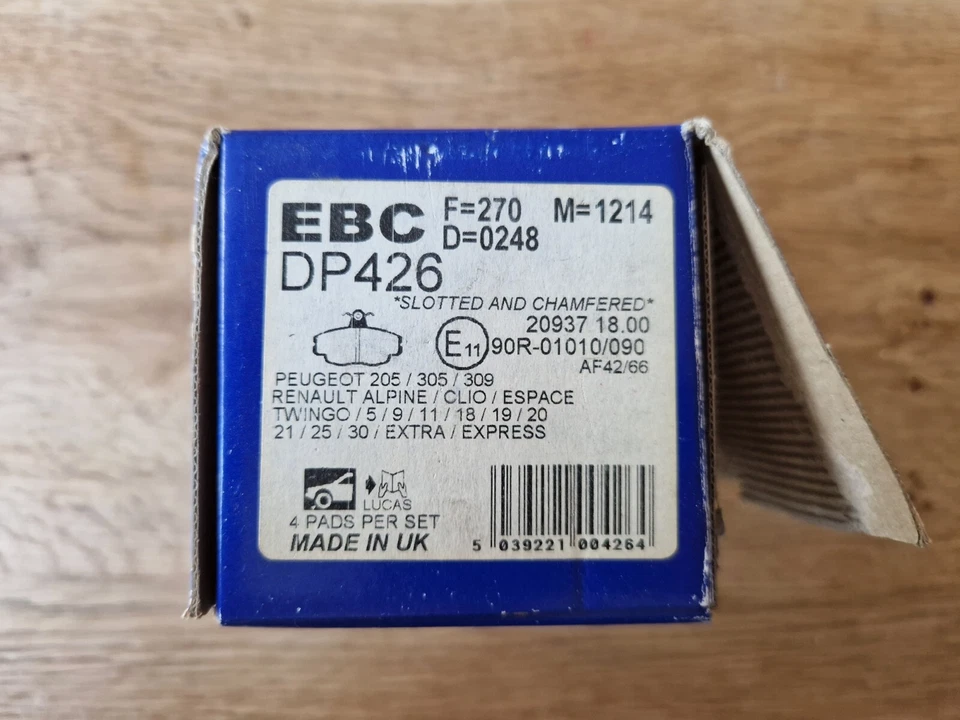 EBC F=270 M=1214
D=0248
DP426
*SLOTTED AND CHAMFERED*
20937 18.00
E11 90R-01010/090
AF42/66
PEUGEOT 205 / 305 / 309
RENAULT ALPINE / CLIO / ESPACE
TWINGO / 5 / 9 / 11 / 18 / 19 / 20
21 / 25 / 30 / EXTRA / EXPRESS
LUCAS
4 PADS PER SET
MADE IN UK
5 039221 004264